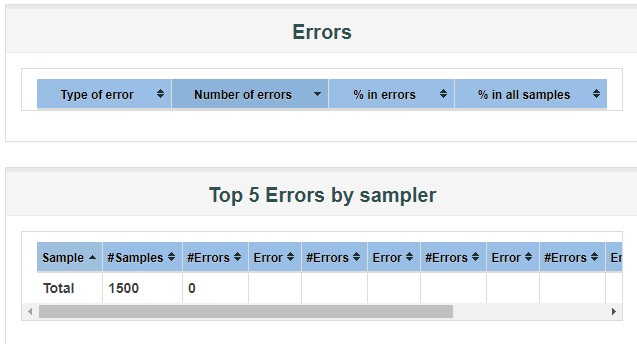 Errors
Type of error Number of errors % in errors % in all samples
Top 5 Errors by sampler
Sample #Samples #Errors Error #Errors Error #Errors Error #Errors
Total 1500 0